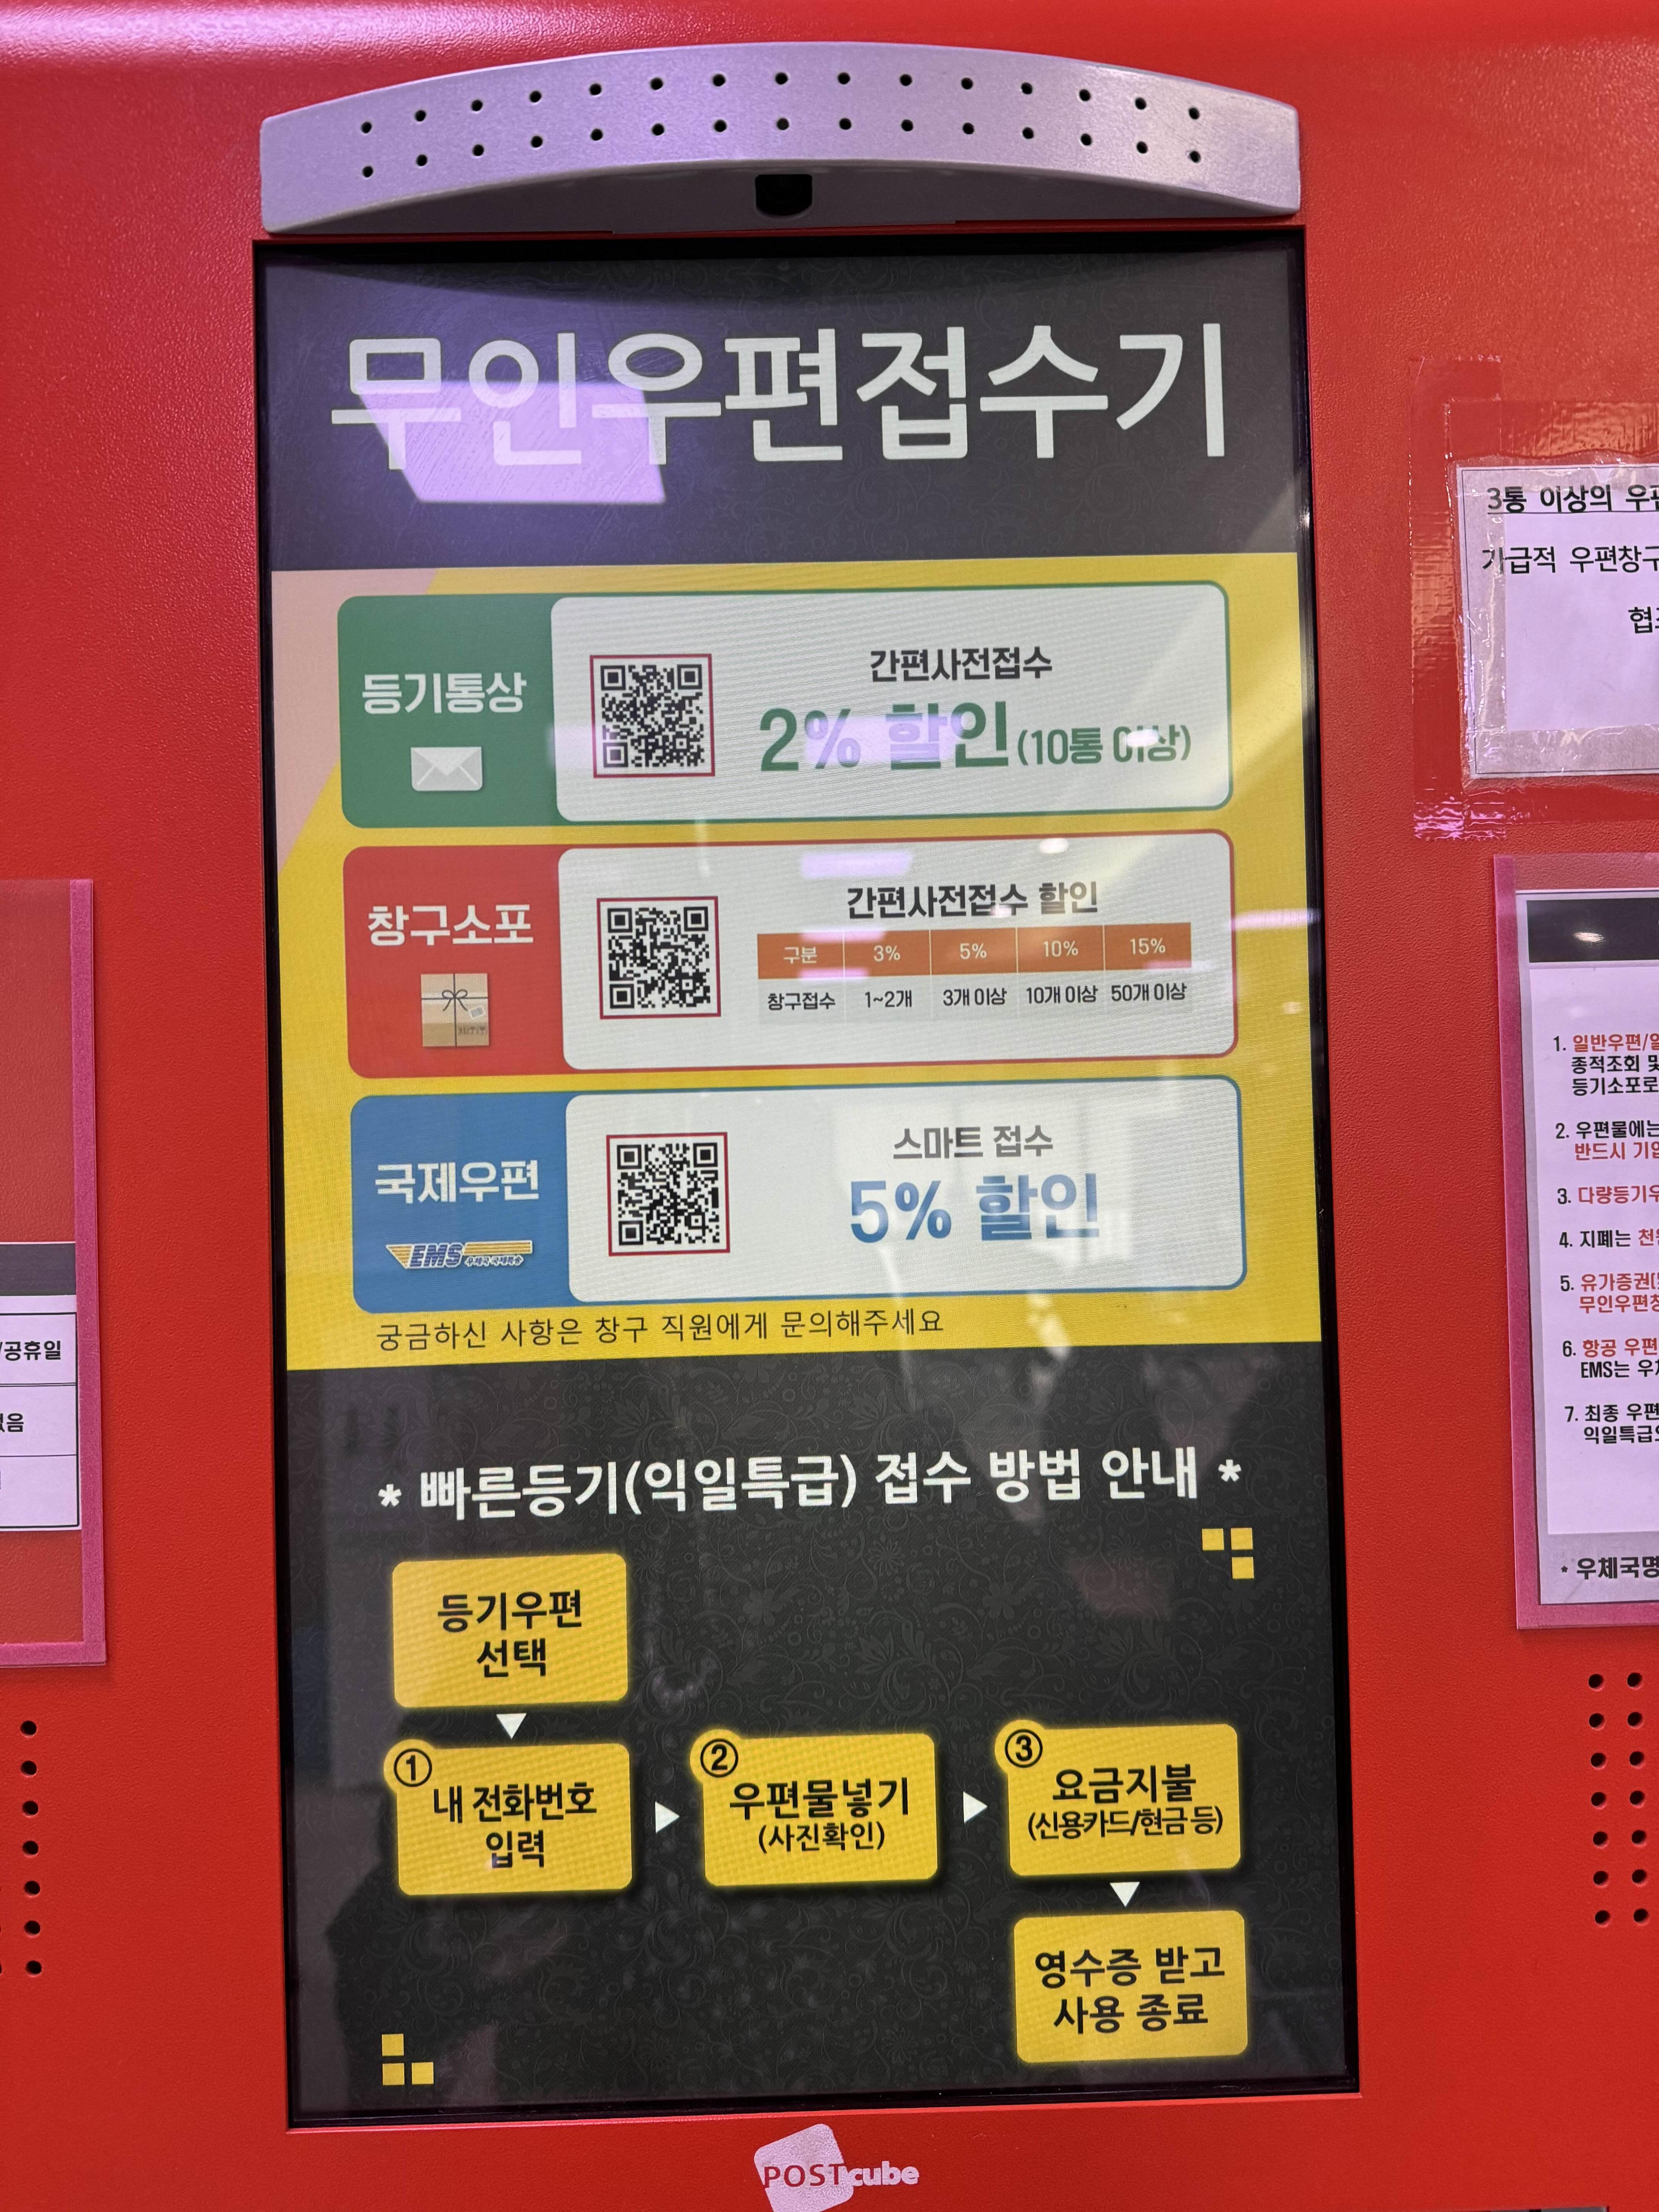 무인우편접수기
등기통상
간편사전접수
2% 할인(10통 이상)
창구소포
간편사전접수 할인
구분 3% 5% 10% 15%
창구접수 1~2개 3개 이상 10개 이상 50개 이상
국제우편
EMS
스마트 접수
5% 할인
궁금하신 사항은 창구 직원에게 문의해주세요
* 빠른등기(익일특급) 접수 방법 안내 *
등기우편
선택
①
내 전화번호
입력
②
우편물넣기
(사진확인)
③
요금지불
(신용카드/현금 등)
영수증 받고
사용 종료
POSTcube
/공휴일
3통 이상의
가급적 우편창구
1. 일반우편/
종적조회 및
등기소포로
2. 우편물에는
반드시
3. 다량등기
4. 지폐는
5. 유가증권
무인우편
6. 항공 우편
EMS는
7. 최종 우편
익일특급
* 우체국명